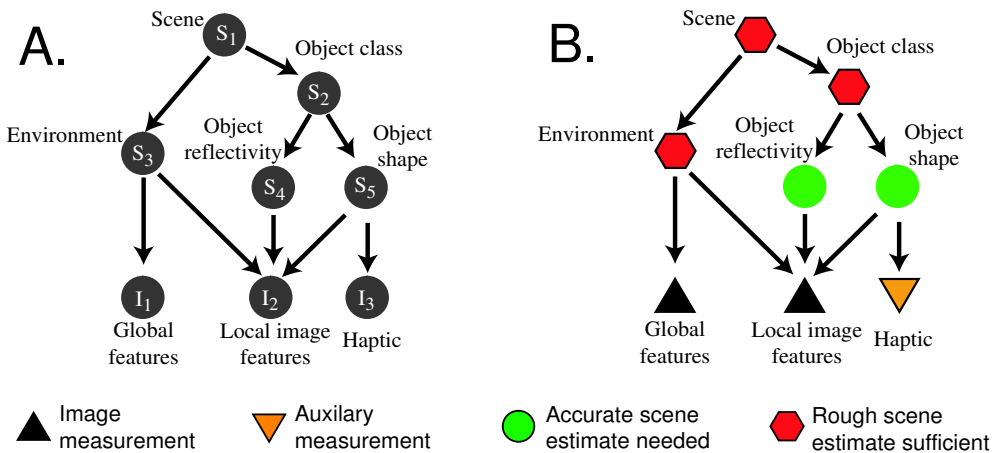 A.
Scene
S1
Object class
S2
Environment
S3
Object
reflectivity
S4
Object
shape
S5
I1
I2
I3
Global
features
Local image
features
Haptic
B.
Scene
Object class
Environment
Object
reflectivity
Object
shape
Global
features
Local image
features
Haptic
Image
measurement
Auxilary
measurement
Accurate scene
estimate needed
Rough scene
estimate sufficient